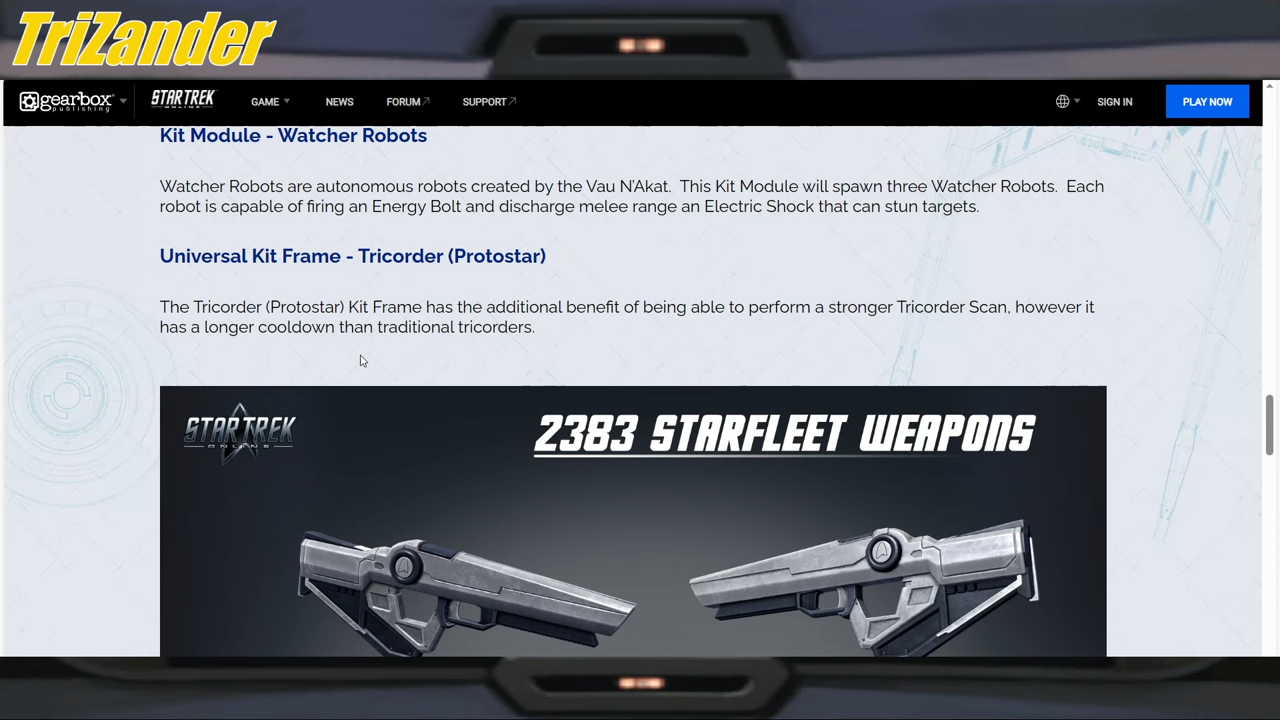 TriZander
gearbox publishing STAR TREK ONLINE GAME NEWS FORUM SUPPORT SIGN IN PLAY NOW
Kit Module - Watcher Robots
Watcher Robots are autonomous robots created by the Vau N'Akat.  This Kit Module will spawn three Watcher Robots.  Each
robot is capable of firing an Energy Bolt and discharge melee range an Electric Shock that can stun targets.
Universal Kit Frame - Tricorder (Protostar)
The Tricorder (Protostar) Kit Frame has the additional benefit of being able to perform a stronger Tricorder Scan, however it
has a longer cooldown than traditional tricorders.
STAR TREK
ONLINE
2383 STARFLEET WEAPONS